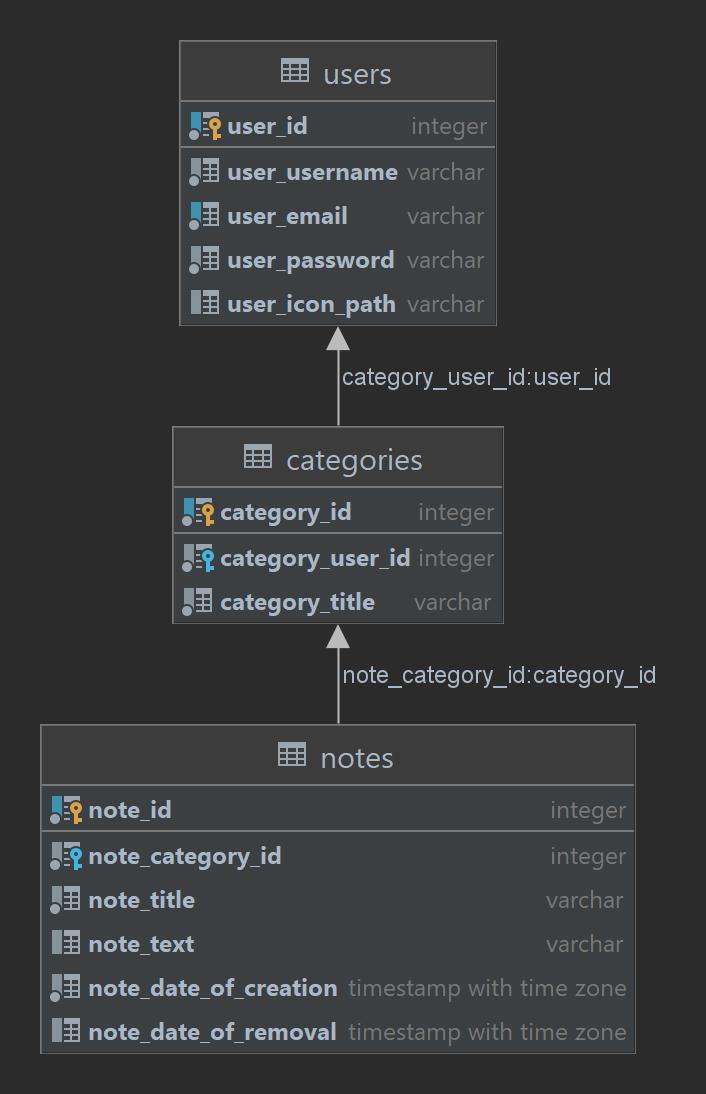 users
user_id integer
user_username varchar
user_email varchar
user_password varchar
user_icon_path varchar
category_user_id:user_id
categories
category_id integer
category_user_id integer
category_title varchar
note_category_id:category_id
notes
note_id integer
note_category_id integer
note_title varchar
note_text varchar
note_date_of_creation timestamp with time zone
note_date_of_removal timestamp with time zone